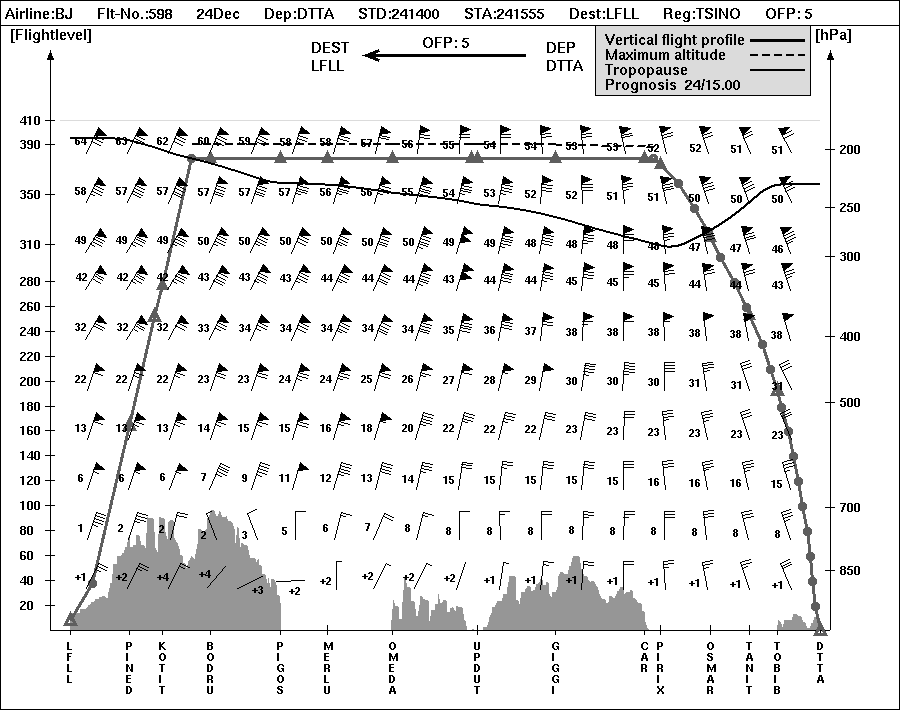 Airline:BJ Flt-No.:598 24Dec Dep:DTTA STD:241400 STA:241555 Dest:LFLL Reg:TSINO OFP: 5
[Flightlevel] [hPa]
DEST OFP: 5 DEP
LFLL DTTA
Vertical flight profile
Maximum altitude
Tropopause
Prognosis 24/15.00
410
390 64 63 62 60 59 58 58 57 56 55 54 54 53 53 52 52 51 51 200
350 58 57 57 57 57 57 56 56 55 54 53 52 52 51 51 50 50 50 250
310 49 49 49 50 50 50 50 50 50 49 49 48 48 48 48 47 47 46 300
280 42 42 42 43 43 43 44 44 44 43 44 44 45 45 45 44 44 43
260
240 32 32 32 33 34 34 34 34 34 35 36 37 38 38 38 38 38 38 400
220
200 22 22 22 23 23 24 24 25 26 27 28 29 30 30 30 31 31 31
180 500
160 13 13 13 14 15 15 16 18 20 22 22 22 23 23 23 23 23 23
140
120 6 6 6 7 9 11 12 13 14 15 15 15 15 15 16 16 16 15
100 700
80 1 2 2 2 3 5 6 7 8 8 8 8 8 8 8 8 8 8
60
40 +1 +2 +4 +4 +3 +2 +2 +2 +2 +2 +1 +1 +1 +1 +1 +1 +1 +1 850
20
LFLL PINED KOTIT BODRU PIGOS MERLU OMEDA UPDUT GIGGI CAR PIRIX OSMAR TANIT TOBIB DTTA